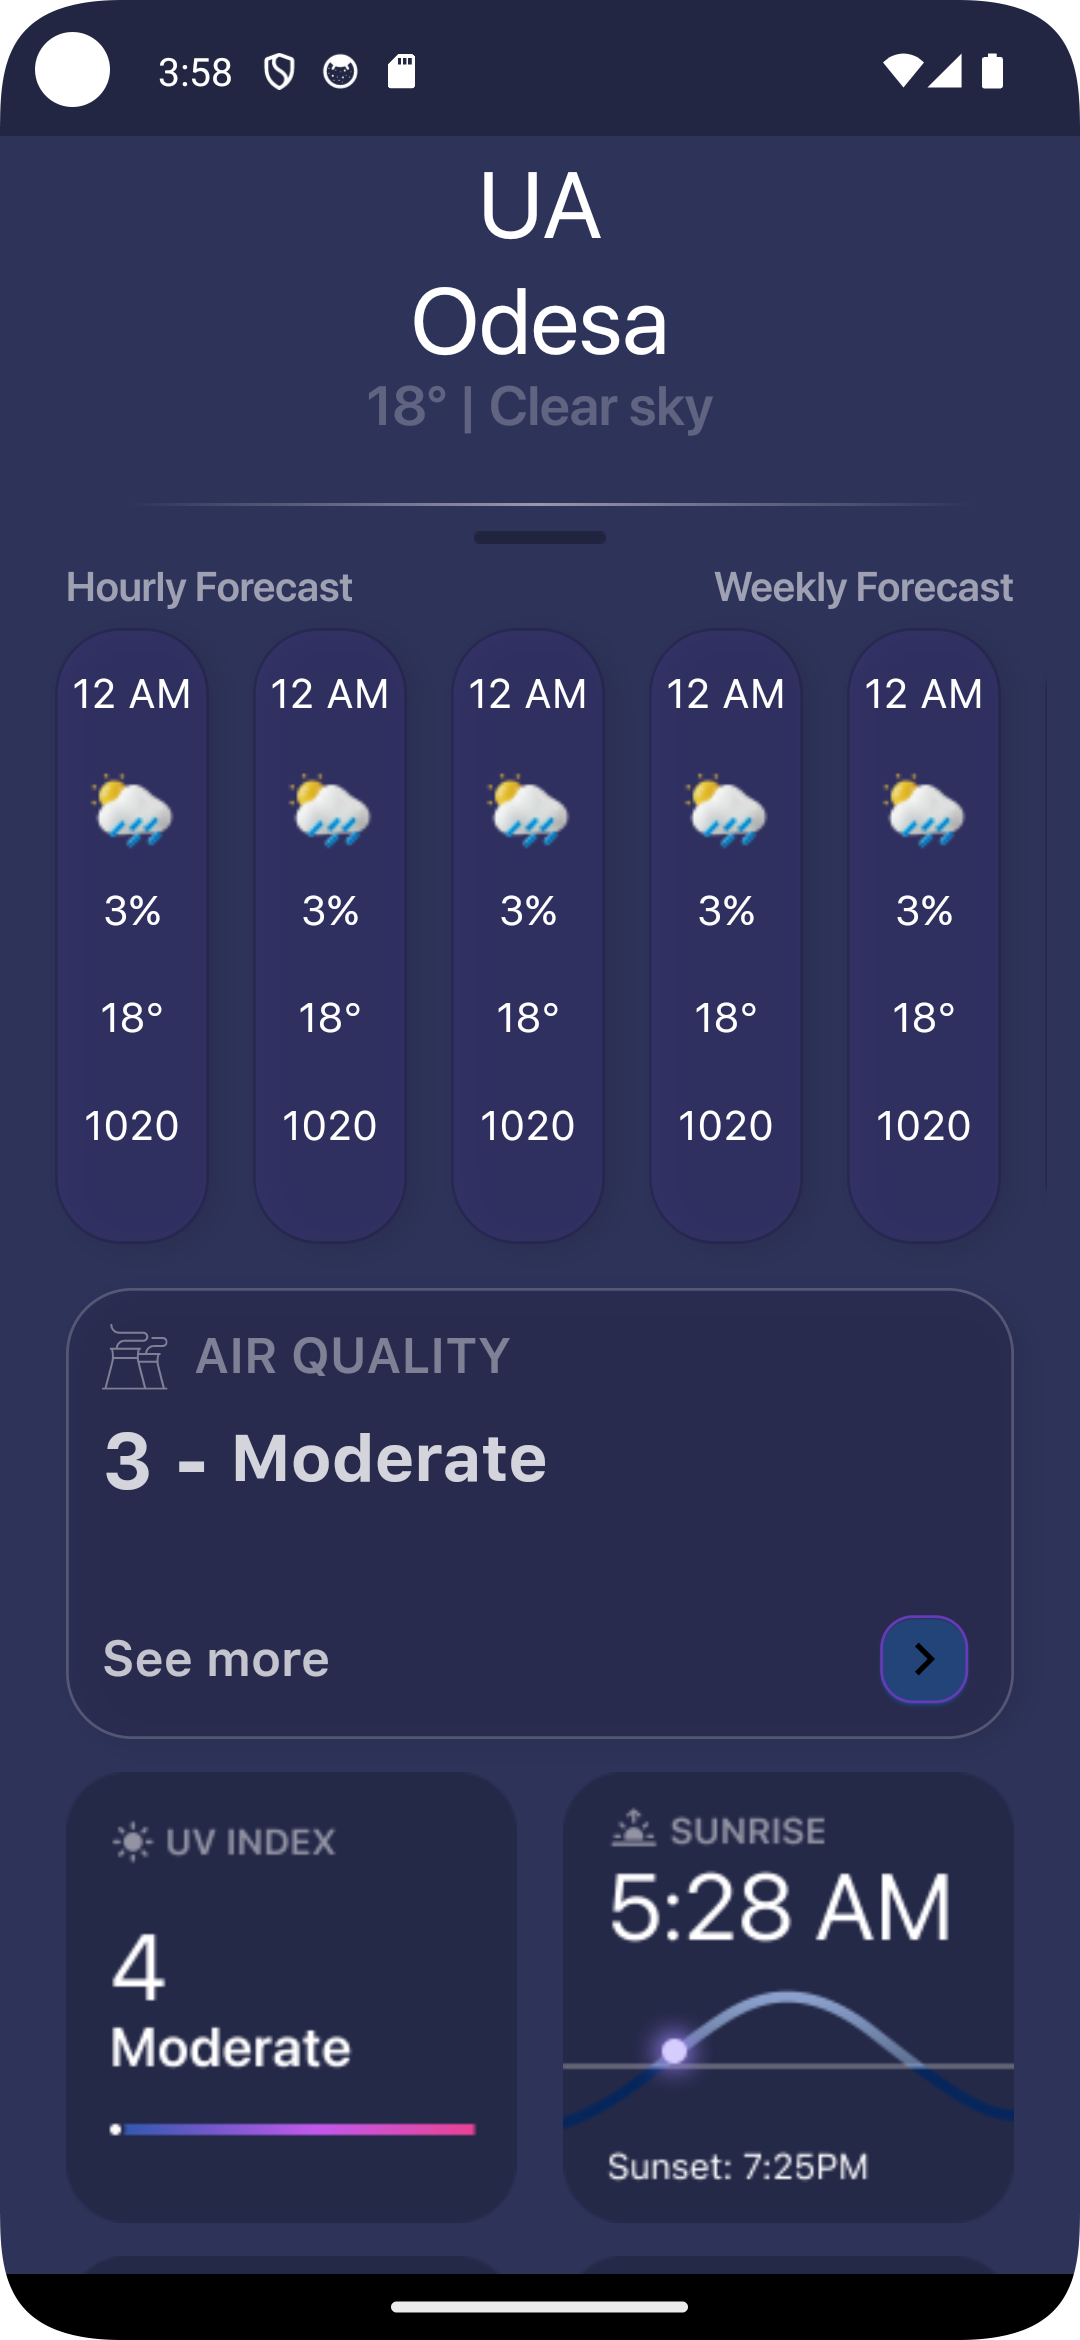 3:58
UA
Odesa
18° | Clear sky
Hourly Forecast
Weekly Forecast
12 AM 12 AM 12 AM 12 AM 12 AM
3% 3% 3% 3% 3%
18° 18° 18° 18° 18°
1020 1020 1020 1020 1020
AIR QUALITY
3 - Moderate
See more
UV INDEX
4
Moderate
SUNRISE
5:28 AM
Sunset: 7:25PM